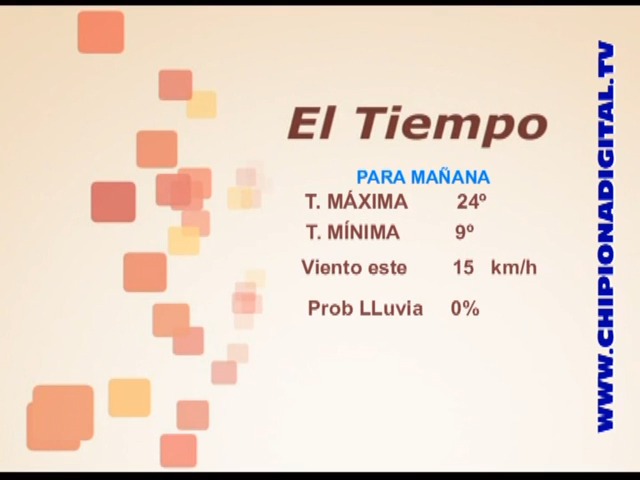 El Tiempo
PARA MAÑANA
T. MÁXIMA 24º
T. MÍNIMA 9º
Viento este 15 km/h
Prob LLuvia 0%
WWW.CHIPIONADIGITAL.TV